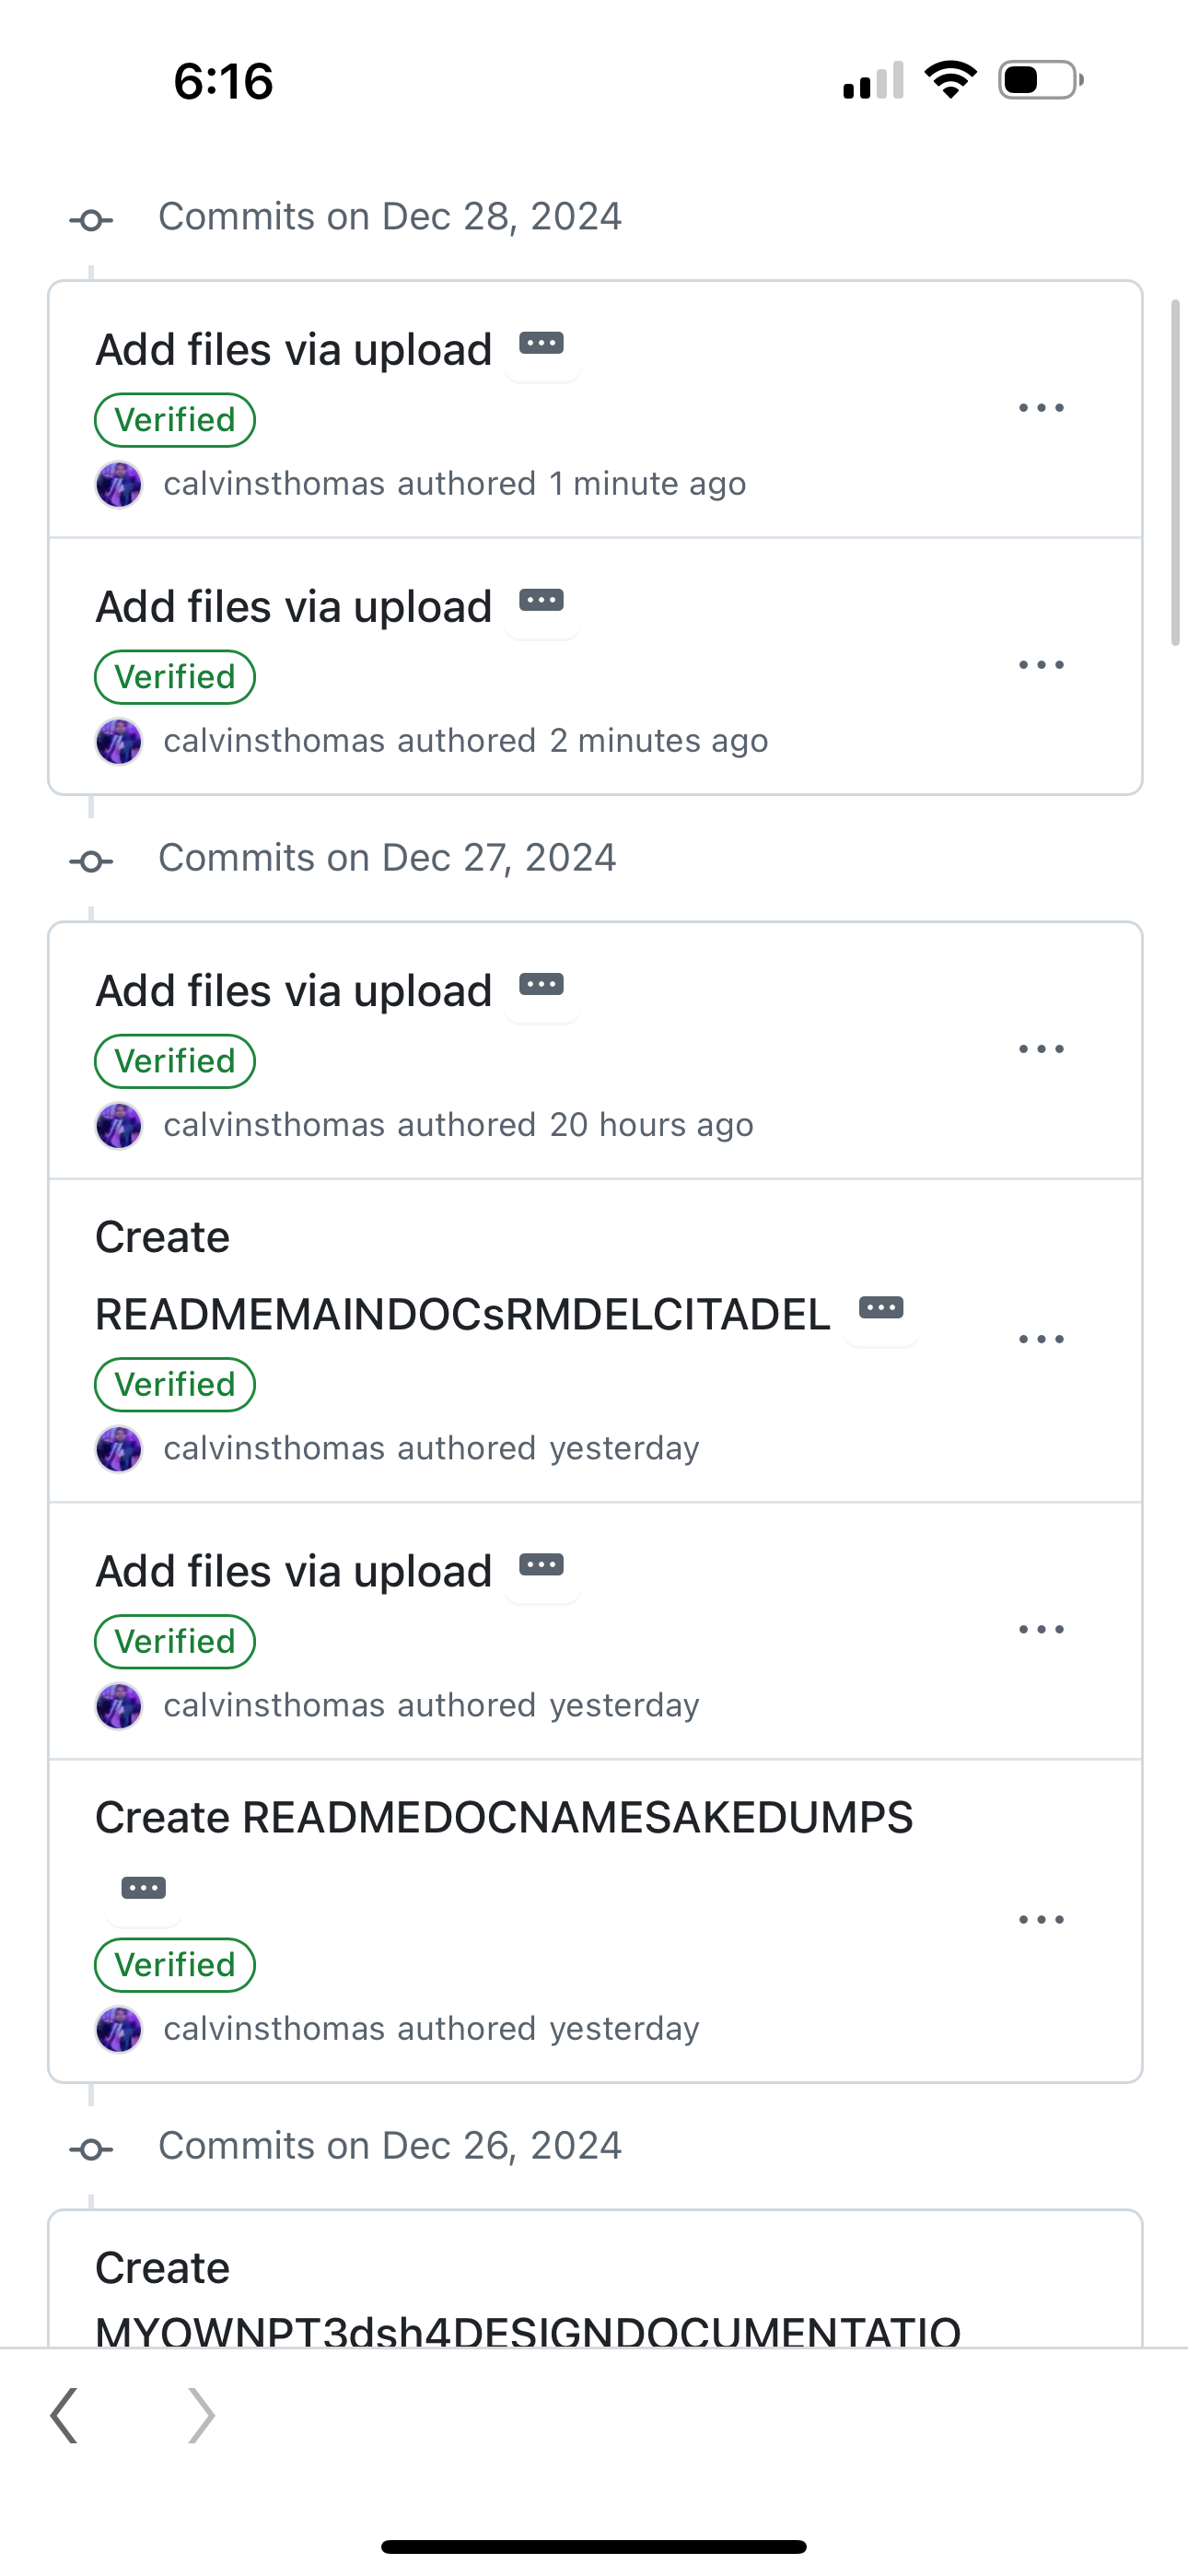 6:16
Commits on Dec 28, 2024
Add files via upload
Verified
calvinsthomas authored 1 minute ago
Add files via upload
Verified
calvinsthomas authored 2 minutes ago
Commits on Dec 27, 2024
Add files via upload
Verified
calvinsthomas authored 20 hours ago
Create
READMEMAINDOCsRMDELCITADEL
Verified
calvinsthomas authored yesterday
Add files via upload
Verified
calvinsthomas authored yesterday
Create READMEDOCNAMESAKEDUMPS
Verified
calvinsthomas authored yesterday
Commits on Dec 26, 2024
Create
MYOWNPT3dsh4DESIGNDOCUMENTATIO